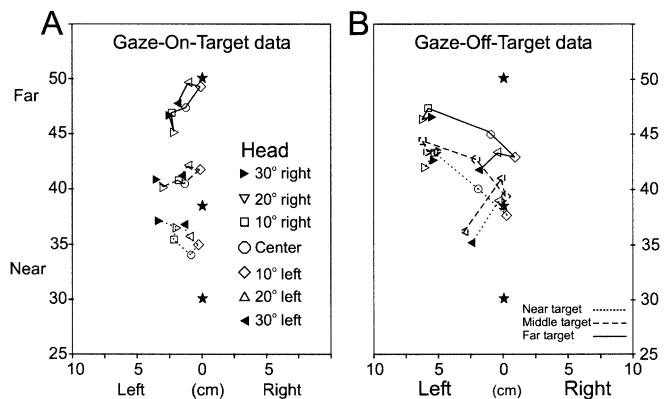 A
Gaze-On-Target data
Far
50
45
40
35
30
25
Near
Head
30° right
20° right
10° right
Center
10° left
20° left
30° left
10 5 0 5 10
Left (cm) Right
B
Gaze-Off-Target data
50
45
40
35
30
25
Near target
Middle target
Far target
10 5 0 5 10
Left (cm) Right